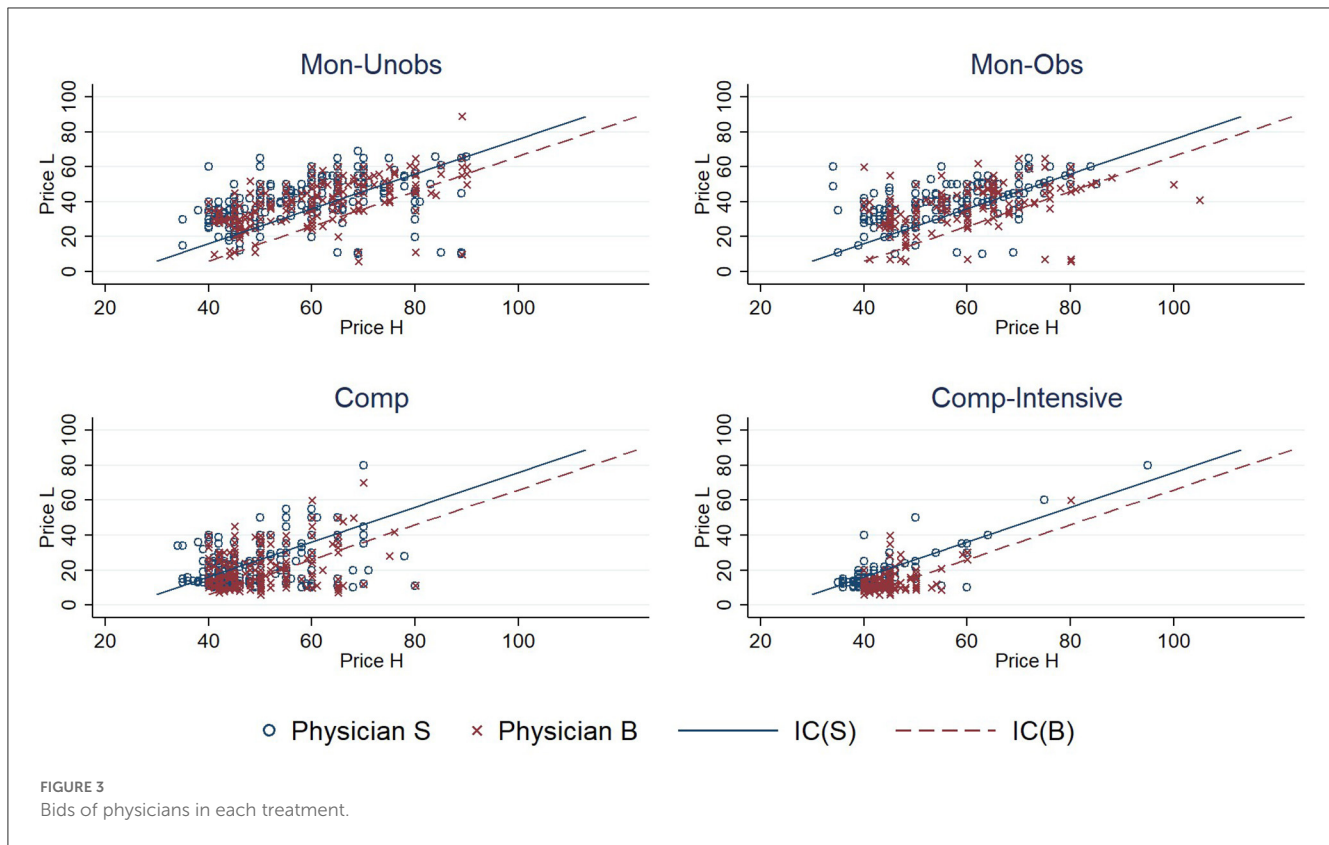 Mon-Unobs
Price L
0 20 40 60 80 100
20 40 60 80 100
Price H
Mon-Obs
Price L
0 20 40 60 80 100
20 40 60 80 100
Price H
Comp
Price L
0 20 40 60 80 100
20 40 60 80 100
Price H
Comp-Intensive
Price L
0 20 40 60 80 100
20 40 60 80 100
Price H
Physician S Physician B IC(S) IC(B)
FIGURE 3
Bids of physicians in each treatment.